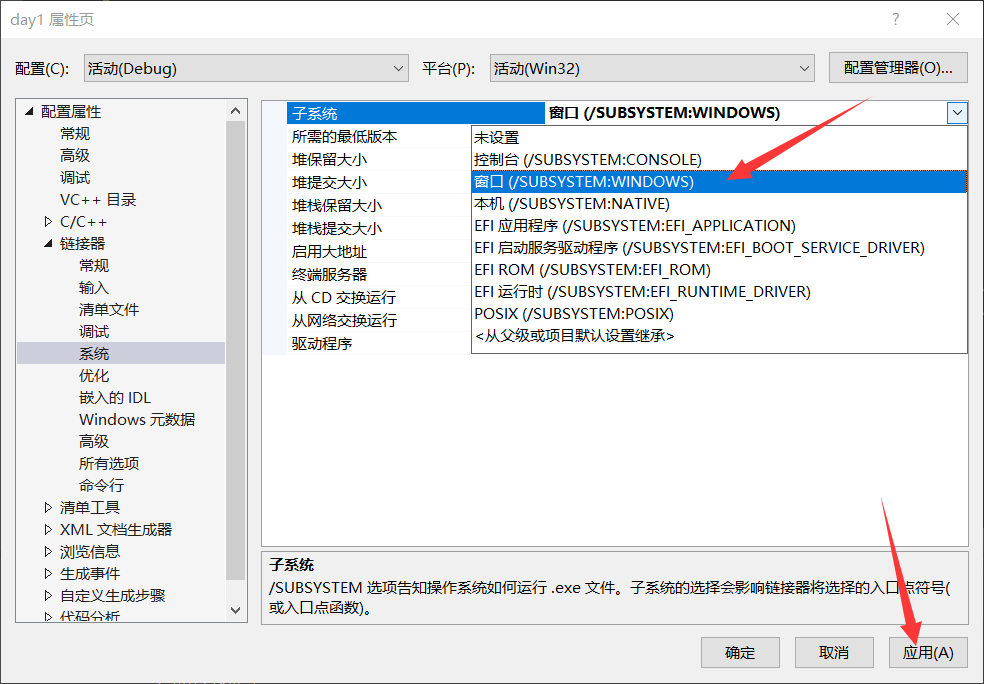 day1 属性页
?
配置(C): 活动(Debug) 平台(P): 活动(Win32) 配置管理器(O)...
配置属性
常规
高级
调试
VC++ 目录
C/C++
链接器
常规
输入
清单文件
调试
系统
优化
嵌入的 IDL
Windows 元数据
高级
所有选项
命令行
清单工具
XML 文档生成器
浏览信息
生成事件
自定义生成步骤
代码分析
子系统 窗口 (/SUBSYSTEM:WINDOWS)
所需的最低版本
堆保留大小
堆提交大小
堆栈保留大小
堆栈提交大小
启用大地址
终端服务器
从 CD 交换运行
从网络交换运行
驱动程序
未设置
控制台 (/SUBSYSTEM:CONSOLE)
窗口 (/SUBSYSTEM:WINDOWS)
本机 (/SUBSYSTEM:NATIVE)
EFI 应用程序 (/SUBSYSTEM:EFI_APPLICATION)
EFI 启动服务驱动程序 (/SUBSYSTEM:EFI_BOOT_SERVICE_DRIVER)
EFI ROM (/SUBSYSTEM:EFI_ROM)
EFI 运行时 (/SUBSYSTEM:EFI_RUNTIME_DRIVER)
POSIX (/SUBSYSTEM:POSIX)
<从父级或项目默认设置继承>
子系统
/SUBSYSTEM 选项告知操作系统如何运行 .exe 文件。子系统的选择会影响链接器将选择的入口点符号(
或入口点函数)。
确定 取消 应用(A)